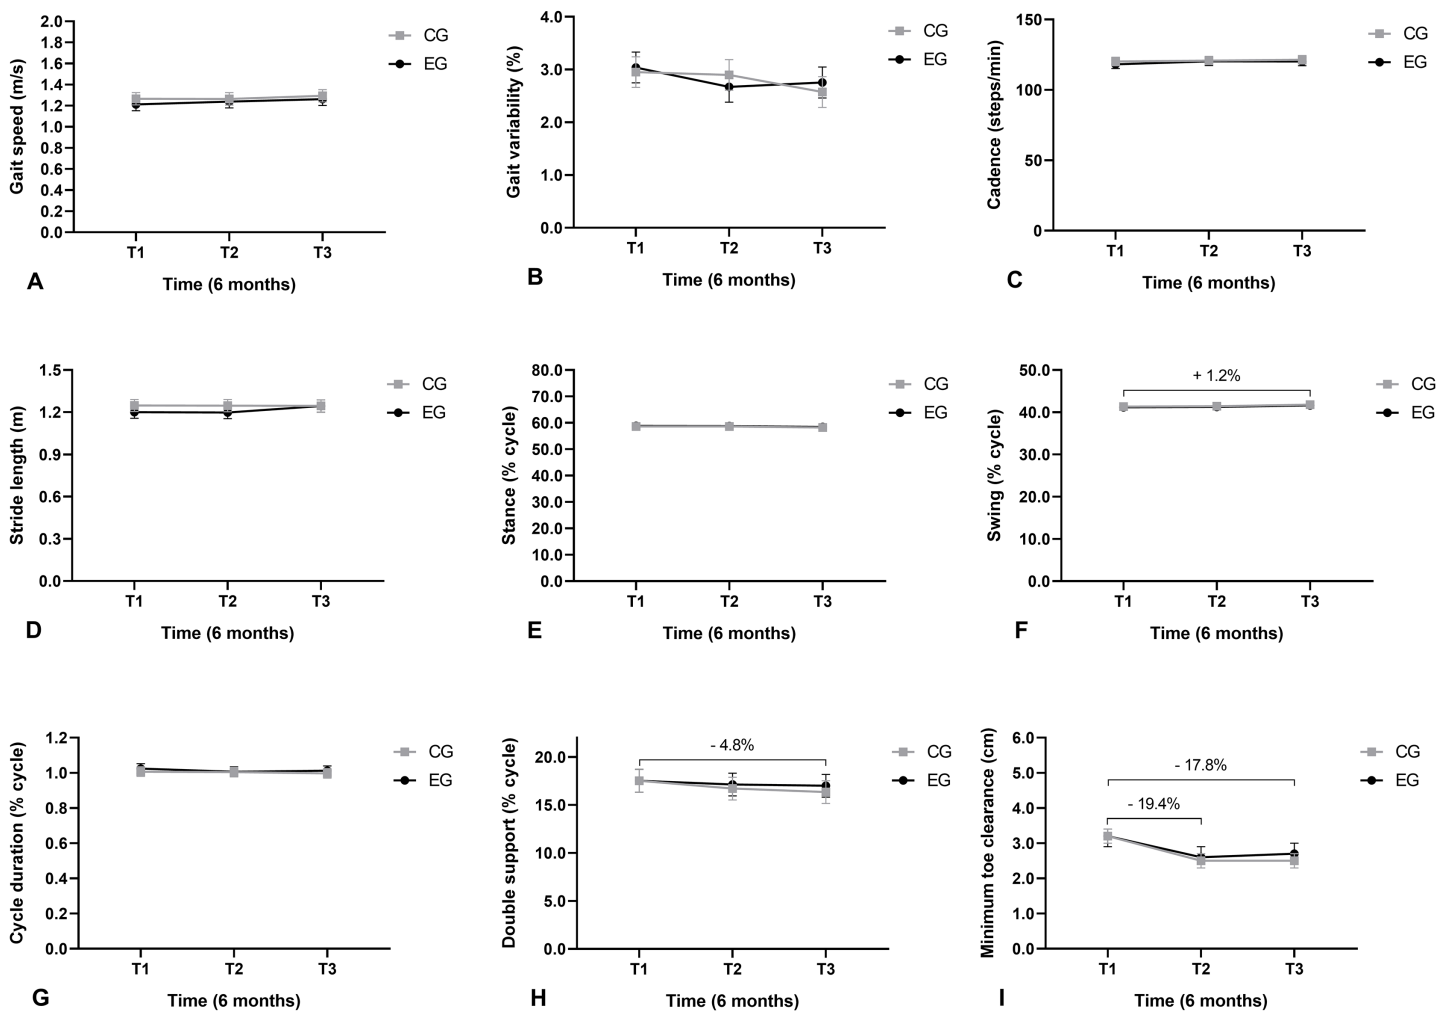 2.0
1.8
1.6
1.4
1.2
1.0
0.8
0.6
0.4
0.2
0.0
Gait speed (m/s)
T1 T2 T3
Time (6 months)
CG
EG
A
4.0
3.0
2.0
1.0
0.0
Gait variability (%)
T1 T2 T3
Time (6 months)
CG
EG
B
150
100
50
0
Cadence (steps/min)
T1 T2 T3
Time (6 months)
CG
EG
C
1.5
1.2
0.9
0.6
0.3
0.0
Stride length (m)
T1 T2 T3
Time (6 months)
CG
EG
D
80.0
70.0
60.0
50.0
40.0
30.0
20.0
10.0
0.0
Stance (% cycle)
T1 T2 T3
Time (6 months)
CG
EG
E
50.0
40.0
30.0
20.0
10.0
0.0
Swing (% cycle)
+ 1.2%
T1 T2 T3
Time (6 months)
CG
EG
F
1.2
1.0
0.8
0.6
0.4
0.2
0.0
Cycle duration (% cycle)
T1 T2 T3
Time (6 months)
CG
EG
G
20.0
15.0
10.0
5.0
0.0
Double support (% cycle)
- 4.8%
T1 T2 T3
Time (6 months)
CG
EG
H
6.0
5.0
4.0
3.0
2.0
1.0
0.0
Minimum toe clearance (cm)
- 17.8%
- 19.4%
T1 T2 T3
Time (6 months)
CG
EG
I